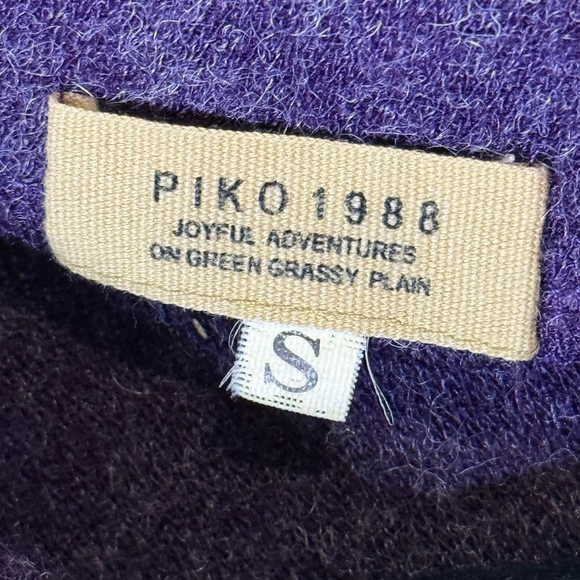 PIKO 1988
JOYFUL ADVENTURES
ON GREEN GRASSY PLAIN
S